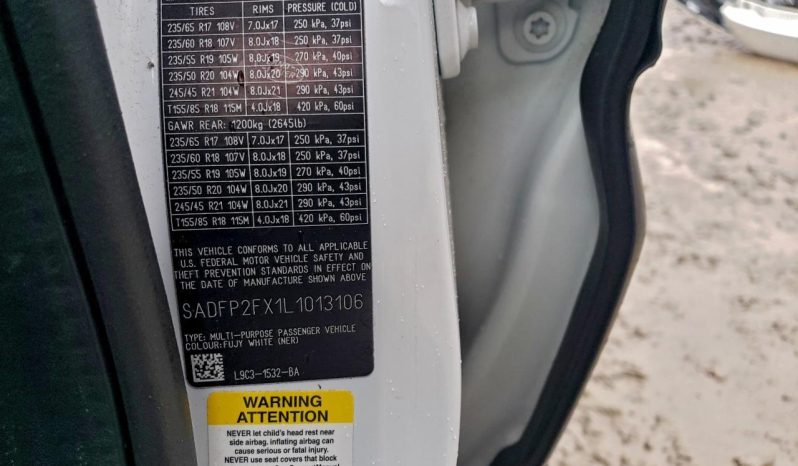 TIRES RIMS PRESSURE (COLD)
235/65 R17 108V 7.0Jx17 250 kPa, 37psi
235/60 R18 107V 8.0Jx18 250 kPa, 37psi
235/55 R19 105W 8.0Jx19 270 kPa, 40psi
235/50 R20 104W 8.0Jx20 290 kPa, 43psi
245/45 R21 104W 8.0Jx21 290 kPa, 43psi
T155/85 R18 115M 4.0Jx18 420 kPa, 60psi
GAWR REAR: 1200kg (2645lb)
235/65 R17 108V 7.0Jx17 250 kPa, 37psi
235/60 R18 107V 8.0Jx18 250 kPa, 37psi
235/55 R19 105W 8.0Jx19 270 kPa, 40psi
235/50 R20 104W 8.0Jx20 290 kPa, 43psi
245/45 R21 104W 8.0Jx21 290 kPa, 43psi
T155/85 R18 115M 4.0Jx18 420 kPa, 60psi
THIS VEHICLE CONFORMS TO ALL APPLICABLE
U.S. FEDERAL MOTOR VEHICLE SAFETY AND
THEFT PREVENTION STANDARDS IN EFFECT ON
THE DATE OF MANUFACTURE SHOWN ABOVE
SADFP2FX1L1013106
TYPE: MULTI-PURPOSE PASSENGER VEHICLE
COLOUR:FUJY WHITE (NER)
L9C3-1532-BA
WARNING
ATTENTION
NEVER let child's head rest near
side airbag. inflating airbag can
cause serious or fatal injury.
NEVER use seat covers that block